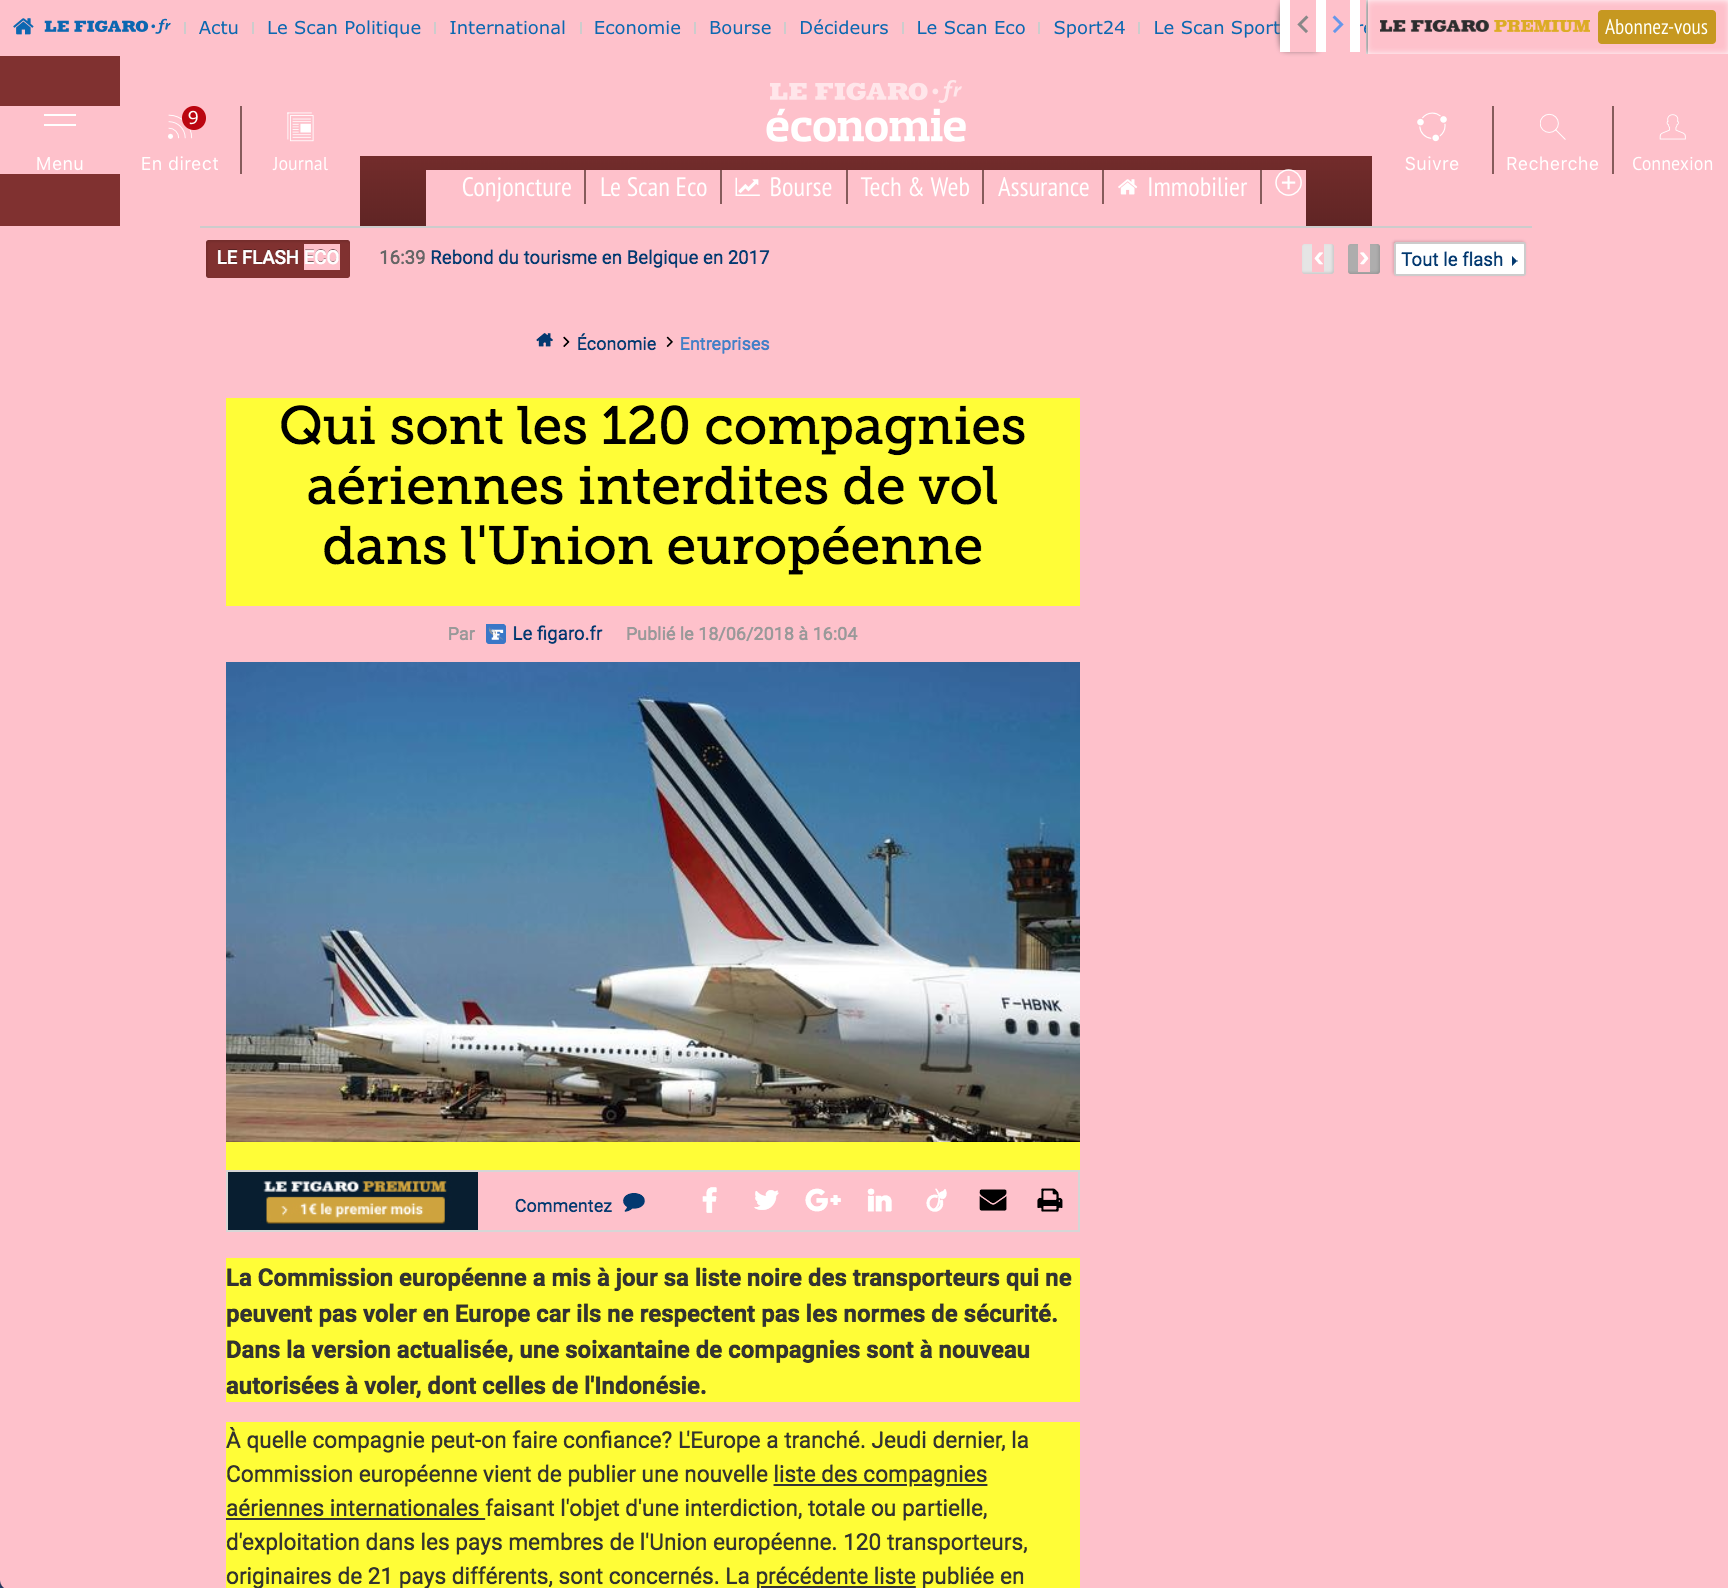 LE FIGARO·fr
Actu
Le Scan Politique
International
Economie
Bourse
Décideurs
Le Scan Eco
Sport24
Le Scan Sport
LE FIGARO PREMIUM
Abonnez-vous
Menu
9
En direct
Journal
LE FIGARO·fr
économie
Suivre
Recherche
Connexion
Conjoncture
Le Scan Eco
Bourse
Tech & Web
Assurance
Immobilier
LE FLASH ECO
16:39 Rebond du tourisme en Belgique en 2017
Tout le flash
Économie
Entreprises
Qui sont les 120 compagnies
aériennes interdites de vol
dans l'Union européenne
Par Le figaro.fr Publié le 18/06/2018 à 16:04
F-HBNK
LE FIGARO PREMIUM
1€ le premier mois
Commentez
La Commission européenne a mis à jour sa liste noire des transporteurs qui ne
peuvent pas voler en Europe car ils ne respectent pas les normes de sécurité.
Dans la version actualisée, une soixantaine de compagnies sont à nouveau
autorisées à voler, dont celles de l'Indonésie.
À quelle compagnie peut-on faire confiance? L'Europe a tranché. Jeudi dernier, la
Commission européenne vient de publier une nouvelle liste des compagnies
aériennes internationales faisant l'objet d'une interdiction, totale ou partielle,
d'exploitation dans les pays membres de l'Union européenne. 120 transporteurs,
originaires de 21 pays différents, sont concernés. La précédente liste publiée en